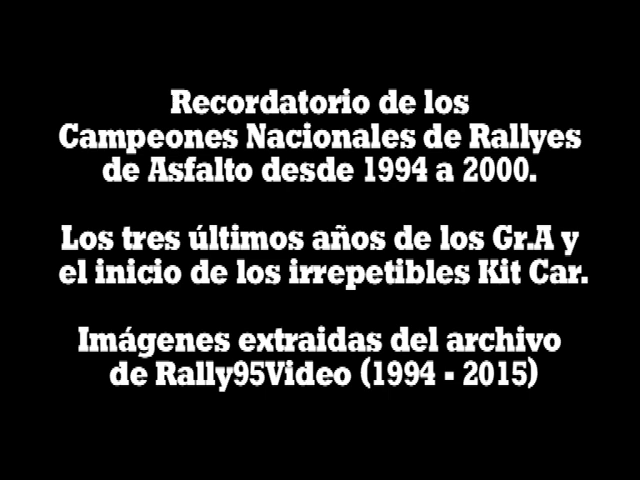 Recordatorio de los
Campeones Nacionales de Rallyes
de Asfalto desde 1994 a 2000.
Los tres últimos años de los Gr.A y
el inicio de los irrepetibles Kit Car.
Imágenes extraidas del archivo
de Rally95Video (1994 - 2015)